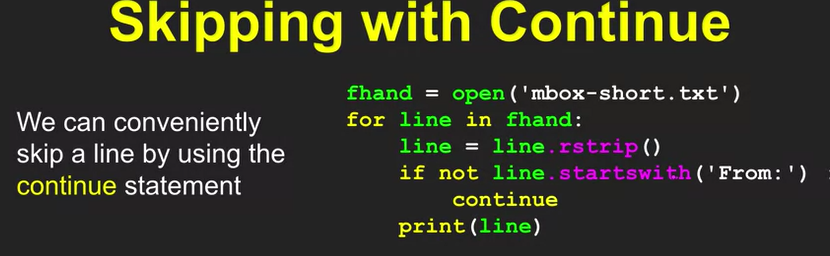 Skipping with Continue
We can conveniently
skip a line by using the
continue statement
fhand = open('mbox-short.txt')
for line in fhand:
    line = line.rstrip()
    if not line.startswith('From:') :
        continue
    print(line)